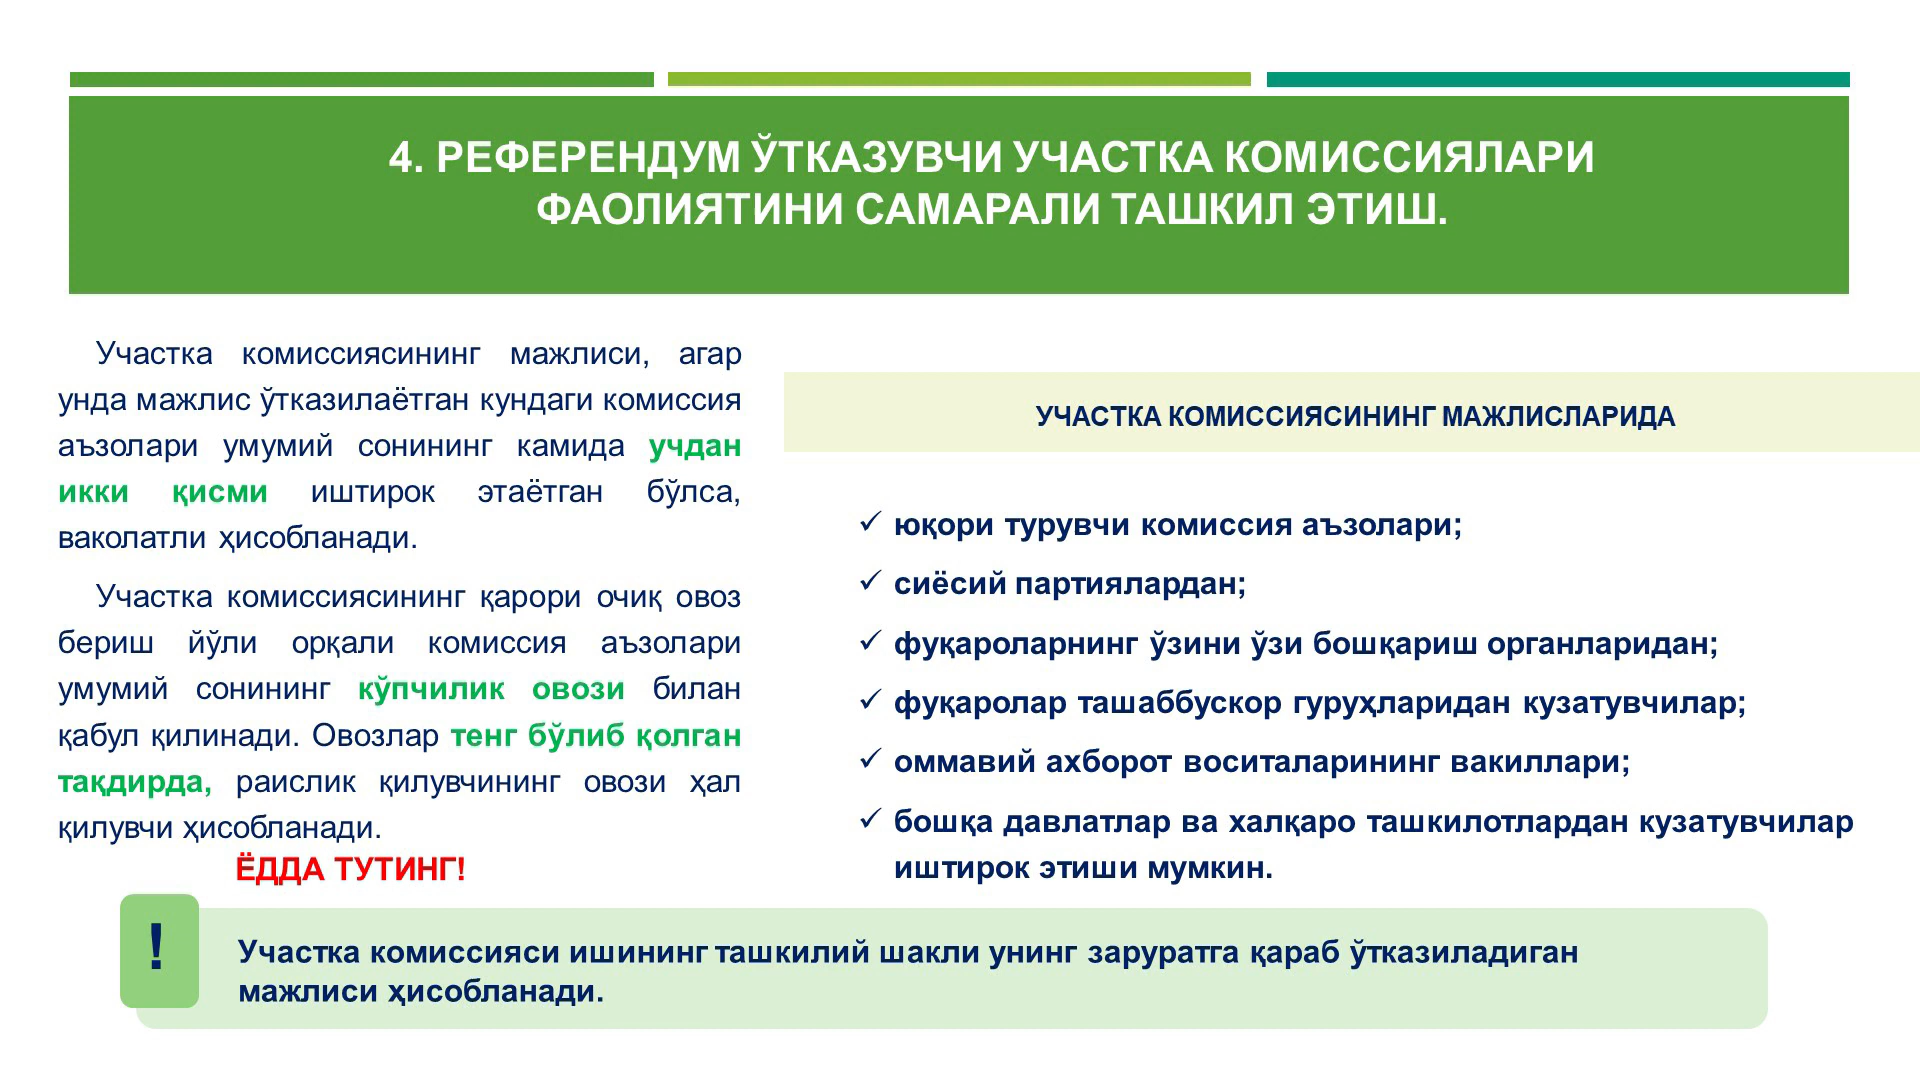 4. РЕФЕРЕНДУМ ЎТКАЗУВЧИ УЧАСТКА КОМИССИЯЛАРИ
ФАОЛИЯТИНИ САМАРАЛИ ТАШКИЛ ЭТИШ.
Участка комиссиясининг мажлиси, агар
унда мажлис ўтказилаётган кундаги комиссия
аъзолари умумий сонининг камида учдан
икки қисми иштирок этаётган бўлса,
ваколатли ҳисобланади.
Участка комиссиясининг қарори очиқ овоз
бериш йўли орқали комиссия аъзолари
умумий сонининг кўпчилик овози билан
қабул қилинади. Овозлар тенг бўлиб қолган
тақдирда, раислик қилувчининг овози ҳал
қилувчи ҳисобланади.
УЧАСТКА КОМИССИЯСИНИНГ МАЖЛИСЛАРИДА
✓ юқори турувчи комиссия аъзолари;
✓ сиёсий партиялардан;
✓ фуқароларнинг ўзини ўзи бошқариш органларидан;
✓ фуқаролар ташаббускор гуруҳларидан кузатувчилар;
✓ оммавий ахборот воситаларининг вакиллари;
✓ бошқа давлатлар ва халқаро ташкилотлардан кузатувчилар
иштирок этиши мумкин.
ЁДДА ТУТИНГ!
!
Участка комиссияси ишининг ташкилий шакли унинг заруратга қараб ўтказиладиган
мажлиси ҳисобланади.